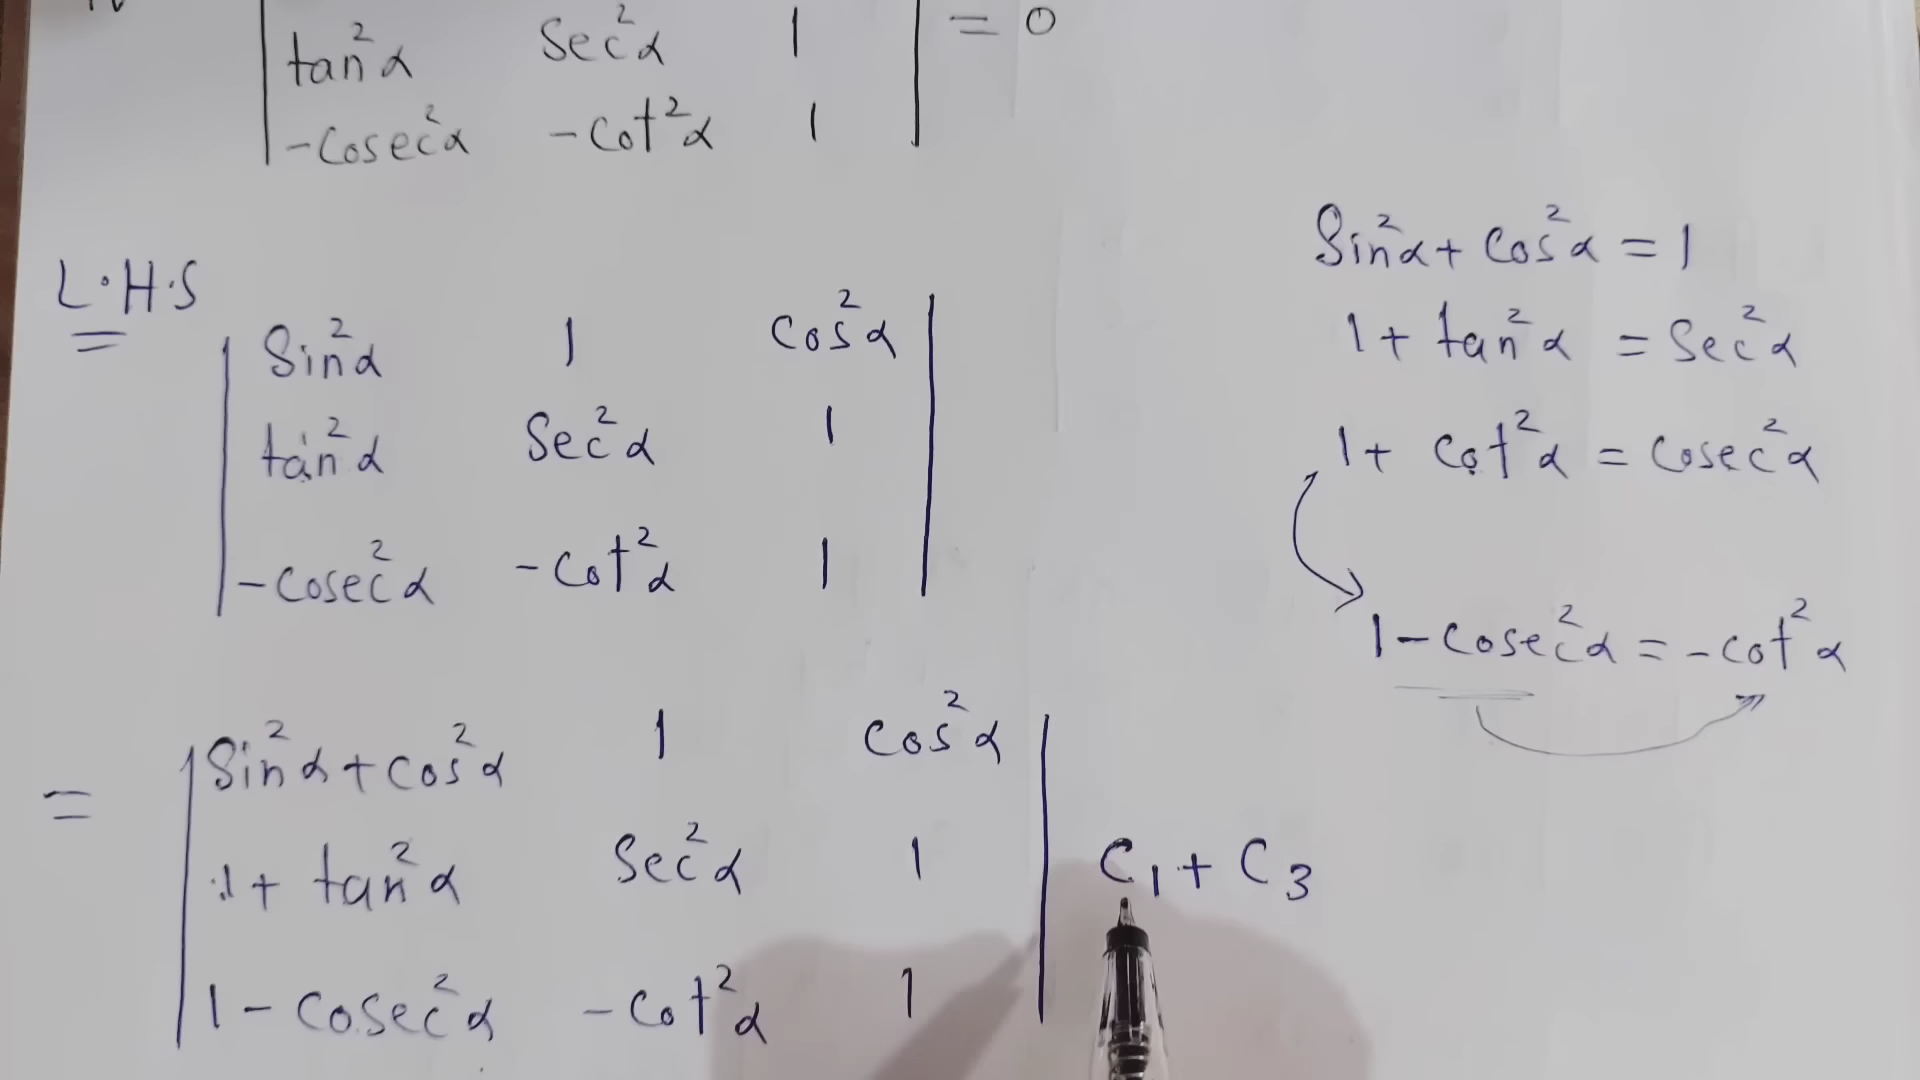 tan²α sec²α 1 = 0
-cosec²α -cot²α 1
L.H.S
sin²α 1 cos²α
tan²α sec²α 1
-cosec²α -cot²α 1
= sin²α+cos²α 1 cos²α
1+ tan²α sec²α 1 C₁+ C₃
1-cosec²α -cot²α 1
sin²α+ cos²α = 1
1+ tan²α = sec²α
1+ cot²α = cosec²α
1-cosec²α = -cot²α